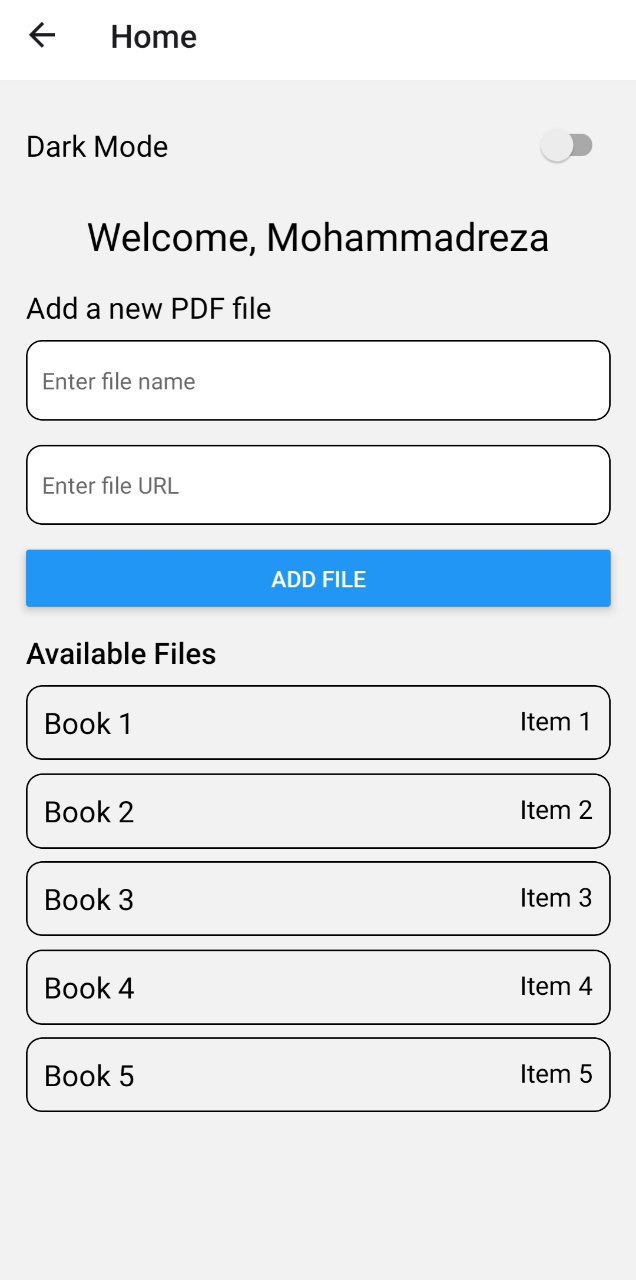 Home
Dark Mode
Welcome, Mohammadreza
Add a new PDF file
Enter file name
Enter file URL
ADD FILE
Available Files
Book 1 Item 1
Book 2 Item 2
Book 3 Item 3
Book 4 Item 4
Book 5 Item 5